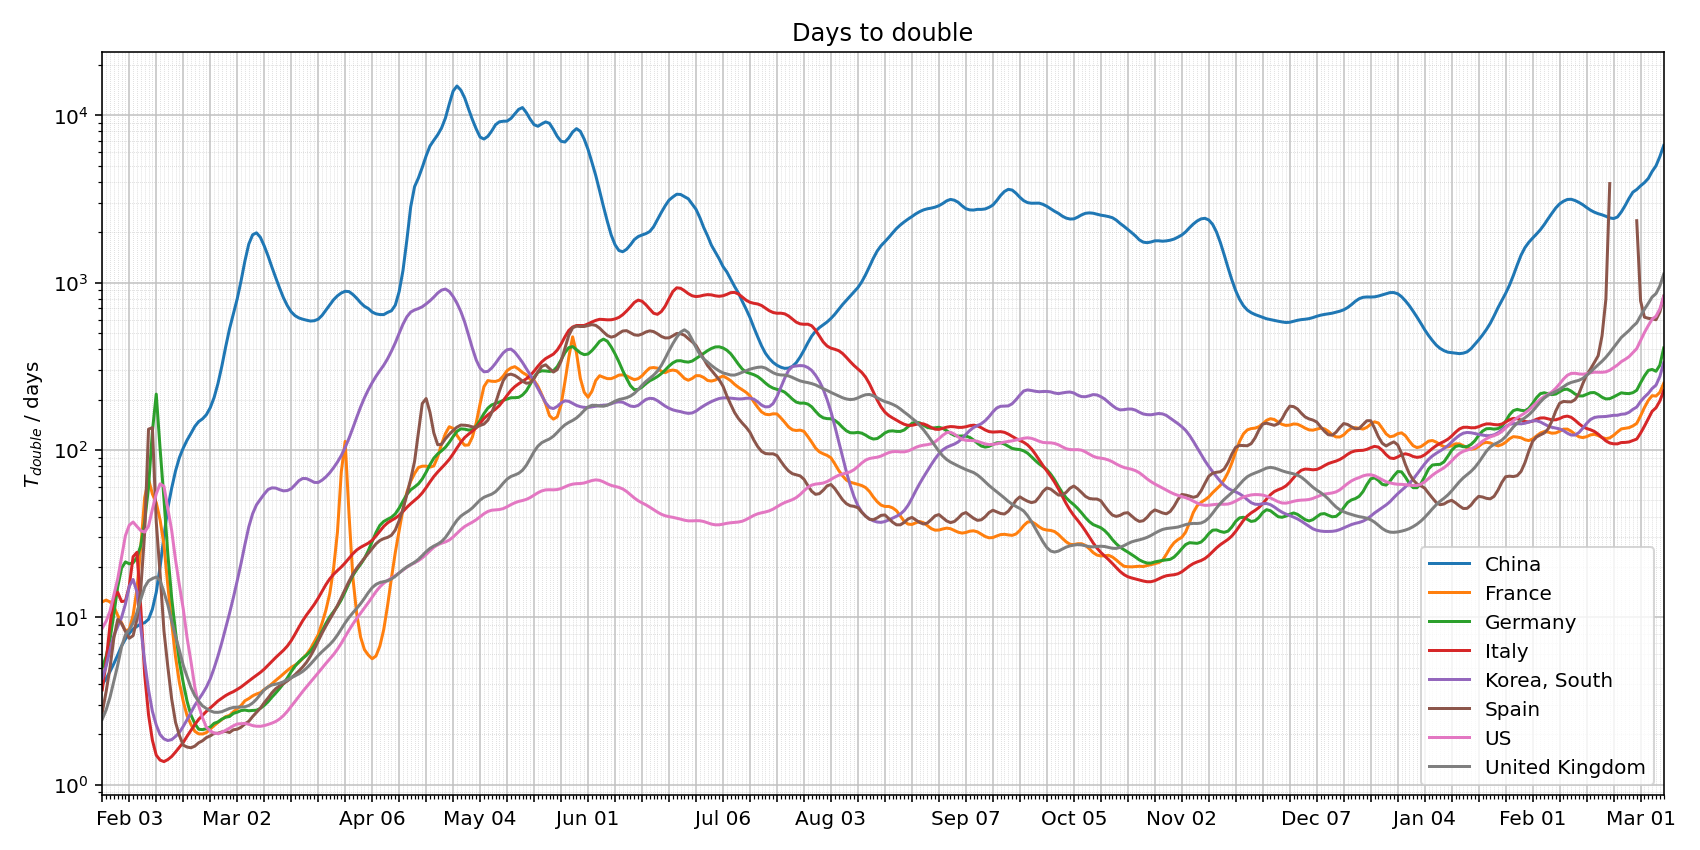 Days to double
T_double / days
10⁴
10³
10²
10¹
10⁰
Feb 03 Mar 02 Apr 06 May 04 Jun 01 Jul 06 Aug 03 Sep 07 Oct 05 Nov 02 Dec 07 Jan 04 Feb 01 Mar 01
China
France
Germany
Italy
Korea, South
Spain
US
United Kingdom